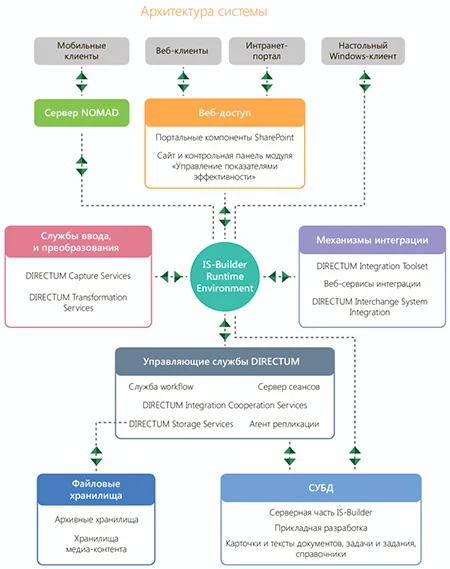 Архитектура системы
Мобильные
клиенты
Веб-клиенты
Интранет-
портал
Настольный
Windows-клиент
Сервер NOMAD
Веб-доступ
Портальные компоненты SharePoint
Сайт и контрольная панель модуля
«Управление показателями
эффективности»
Службы ввода,
и преобразования
DIRECTUM Capture Services
DIRECTUM Transformation
Services
IS-Builder
Runtime
Environment
Механизмы интеграции
DIRECTUM Integration Toolset
Веб-сервисы интеграции
DIRECTUM Interchange System
Integration
Управляющие службы DIRECTUM
Служба workflow
Сервер сеансов
DIRECTUM Integration Cooperation Services
DIRECTUM Storage Services
Агент репликации
Файловые
хранилища
Архивные хранилища
Хранилища
медиа-контента
СУБД
Серверная часть IS-Builder
Прикладная разработка
Карточки и тексты документов, задачи и задания,
справочники